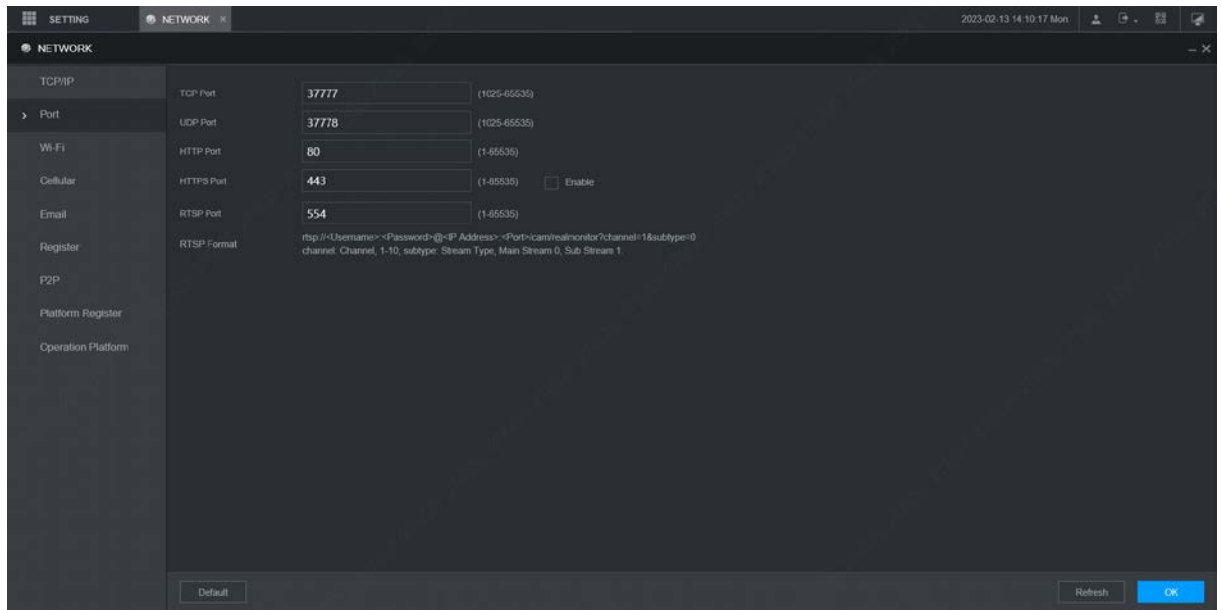 SETTING
NETWORK ×
2023-02-13 14:10:17 Mon
NETWORK
TCP/IP
Port
Wi-Fi
Cellular
Email
Register
P2P
Platform Register
Operation Platform
TCP Port 37777 (1025-65535)
UDP Port 37778 (1025-65535)
HTTP Port 80 (1-65535)
HTTPS Port 443 (1-65535) Enable
RTSP Port 554 (1-65535)
RTSP Format rtsp://<Username>:<Password>@<IP Address>:<Port>/cam/realmonitor?channel=1&subtype=0
channel: Channel, 1-10; subtype: Stream Type, Main Stream 0, Sub Stream 1.
Default
Refresh
OK